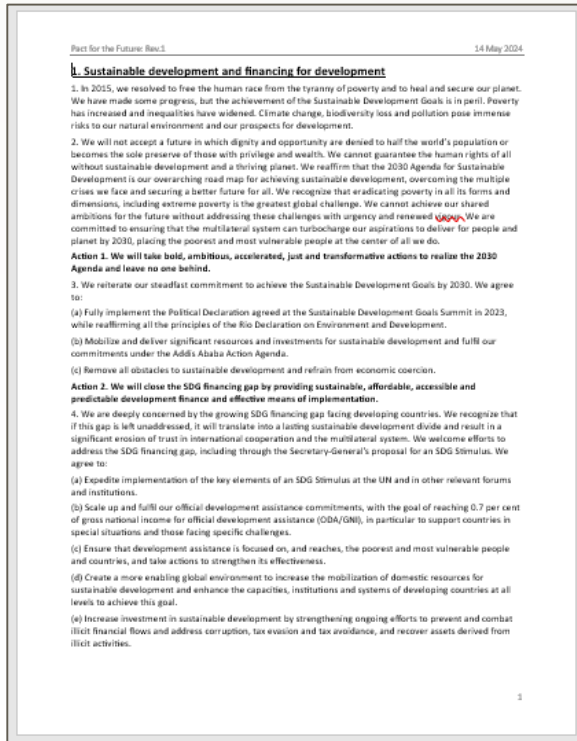 Pact for the Future: Rev.1 14 May 2024
1. Sustainable development and financing for development
1. In 2015, we resolved to free the human race from the tyranny of poverty and to heal and secure our planet.
We have made some progress, but the achievement of the Sustainable Development Goals is in peril. Poverty
has increased and inequalities have widened. Climate change, biodiversity loss and pollution pose immense
risks to our natural environment and our prospects for development.
2. We will not accept a future in which dignity and opportunity are denied to half the world's population or
becomes the sole preserve of those with privilege and wealth. We cannot guarantee the human rights of all
without sustainable development and a thriving planet. We reaffirm that the 2030 Agenda for Sustainable
Development is our overarching road map for achieving sustainable development, overcoming the multiple
crises we face and securing a better future for all. We recognize that eradicating poverty in all its forms and
dimensions, including extreme poverty is the greatest global challenge. We cannot achieve our shared
ambitions for the future without addressing these challenges with urgency and renewed vigour. We are
committed to ensuring that the multilateral system can turbocharge our aspirations to deliver for people and
planet by 2030, placing the poorest and most vulnerable people at the center of all we do.
Action 1. We will take bold, ambitious, accelerated, just and transformative actions to realize the 2030
Agenda and leave no one behind.
3. We reiterate our steadfast commitment to achieve the Sustainable Development Goals by 2030. We agree
to:
(a) Fully implement the Political Declaration agreed at the Sustainable Development Goals Summit in 2023,
while reaffirming all the principles of the Rio Declaration on Environment and Development.
(b) Mobilize and deliver significant resources and investments for sustainable development and fulfil our
commitments under the Addis Ababa Action Agenda.
(c) Remove all obstacles to sustainable development and refrain from economic coercion.
Action 2. We will close the SDG financing gap by providing sustainable, affordable, accessible and
predictable development finance and effective means of implementation.
4. We are deeply concerned by the growing SDG financing gap facing developing countries. We recognize that
if this gap is left unaddressed, it will translate into a lasting sustainable development divide and result in a
significant erosion of trust in international cooperation and the multilateral system. We welcome efforts to
address the SDG financing gap, including through the Secretary-General's proposal for an SDG Stimulus. We
agree to:
(a) Expedite implementation of the key elements of an SDG Stimulus at the UN and in other relevant forums
and institutions.
(b) Scale up and fulfil our official development assistance commitments, with the goal of reaching 0.7 per cent
of gross national income for official development assistance (ODA/GNI), in particular to support countries in
special situations and those facing specific challenges.
(c) Ensure that development assistance is focused on, and reaches, the poorest and most vulnerable people
and countries, and take actions to strengthen its effectiveness.
(d) Create a more enabling global environment to increase the mobilization of domestic resources for
sustainable development and enhance the capacities, institutions and systems of developing countries at all
levels to achieve this goal.
(e) Increase investment in sustainable development by strengthening ongoing efforts to prevent and combat
illicit financial flows and address corruption, tax evasion and tax avoidance, and recover assets derived from
illicit activities.
1